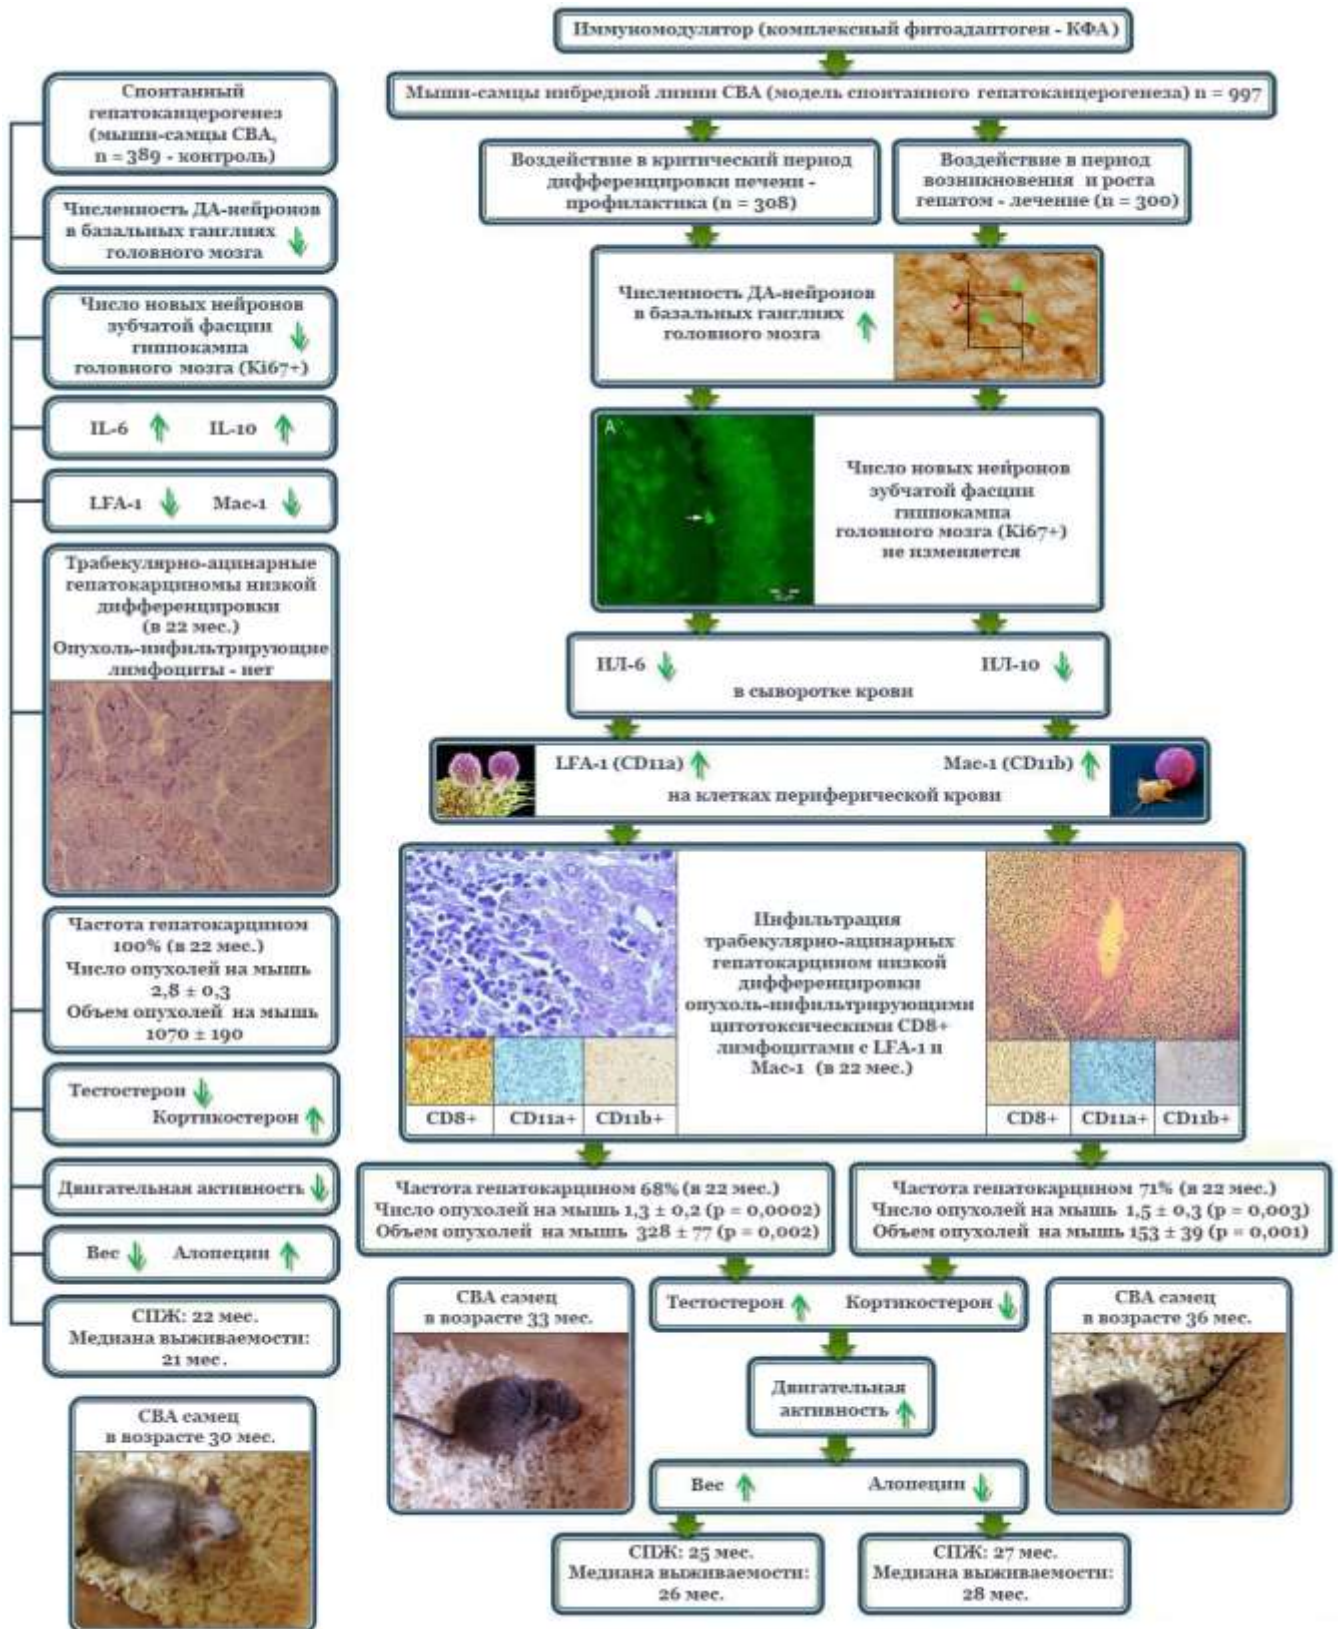 Иммуномодулятор (комплексный фитоадаптоген - КФА)
Мыши-самцы инбредной линии СВА (модель спонтанного гепатоканцерогенеза) n = 997
Спонтанный
гепатоканцерогенез
(мыши-самцы СВА,
n = 389 - контроль)
Численность ДА-нейронов
в базальных ганглиях
головного мозга
Число новых нейронов
зубчатой фасции
гиппокампа
головного мозга (Ki67+)
IL-6 IL-10
LFA-1 Mac-1
Трабекулярно-ацинарные
гепатокарциномы низкой
дифференцировки
(в 22 мес.)
Опухоль-инфильтрирующие
лимфоциты - нет
Частота гепатокарцином
100% (в 22 мес.)
Число опухолей на мышь
2,8 ± 0,3
Объем опухолей на мышь
1070 ± 190
Тестостерон
Кортикостерон
Двигательная активность
Вес Алопеции
СПЖ: 22 мес.
Медиана выживаемости:
21 мес.
СВА самец
в возрасте 30 мес.
Воздействие в критический период
дифференцировки печени -
профилактика (n = 308)
Воздействие в период
возникновения и роста
гепатом - лечение (n = 300)
Численность ДА-нейронов
в базальных ганглиях
головного мозга
A
Число новых нейронов
зубчатой фасции
гиппокампа
головного мозга (Ki67+)
не изменяется
ИЛ-6 ИЛ-10
в сыворотке крови
LFA-1 (CD11a) Mac-1 (CD11b)
на клетках периферической крови
Инфильтрация
трабекулярно-ацинарных
гепатокарцином низкой
дифференцировки
опухоль-инфильтрирующими
цитотоксическими CD8+
лимфоцитами с LFA-1 и
Mac-1 (в 22 мес.)
CD8+ CD11a+ CD11b+
CD8+ CD11a+ CD11b+
Частота гепатокарцином 68% (в 22 мес.)
Число опухолей на мышь 1,3 ± 0,2 (p = 0,0002)
Объем опухолей на мышь 328 ± 77 (p = 0,002)
Частота гепатокарцином 71% (в 22 мес.)
Число опухолей на мышь 1,5 ± 0,3 (p = 0,003)
Объем опухолей на мышь 153 ± 39 (p = 0,001)
СВА самец
в возрасте 33 мес.
Тестостерон Кортикостерон
СВА самец
в возрасте 36 мес.
Двигательная
активность
Вес Алопеции
СПЖ: 25 мес.
Медиана выживаемости:
26 мес.
СПЖ: 27 мес.
Медиана выживаемости:
28 мес.